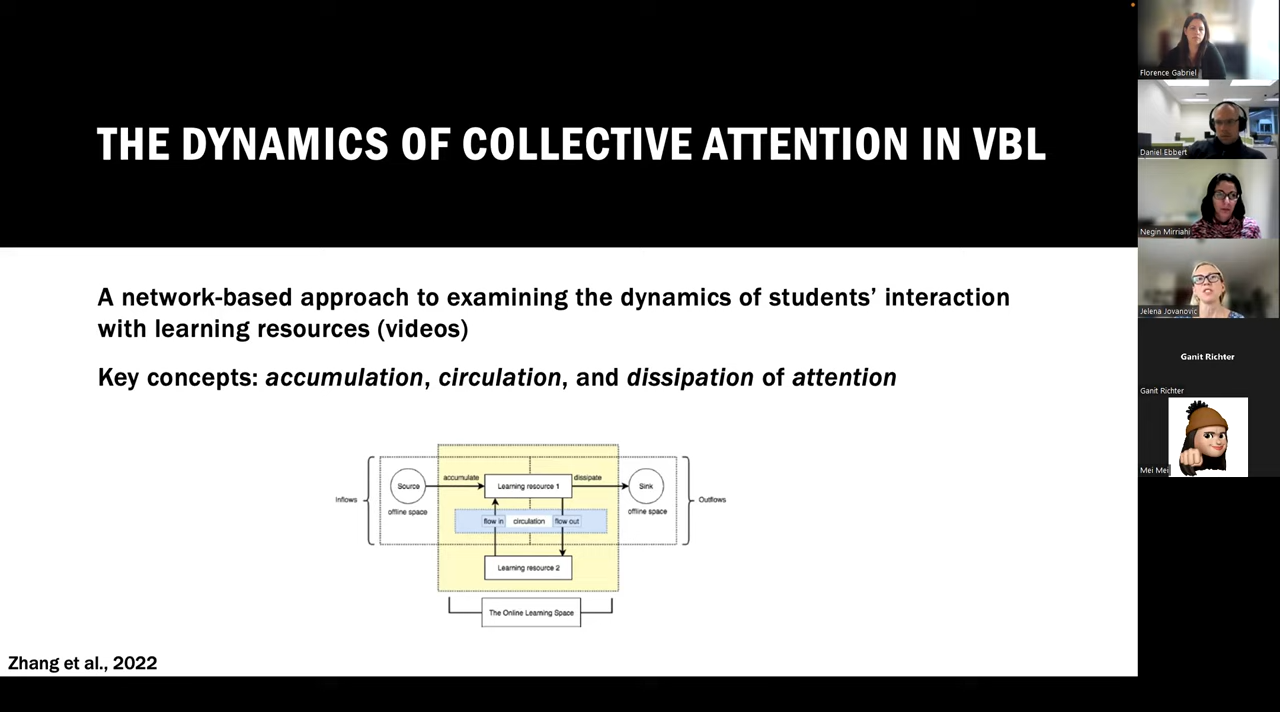 THE DYNAMICS OF COLLECTIVE ATTENTION IN VBL
A network-based approach to examining the dynamics of students’ interaction
with learning resources (videos)
Key concepts: accumulation, circulation, and dissipation of attention
Inflows
Source
offline space
accumulate
Learning resource 1
dissipate
Sink
offline space
Outflows
flow in
circulation
flow out
Learning resource 2
The Online Learning Space
Zhang et al., 2022
Florence Gabriel
Daniel Ebbert
Negin Mirriahi
Jelena Jovanovic
Ganit Richter
Ganit Richter
Mei Mei